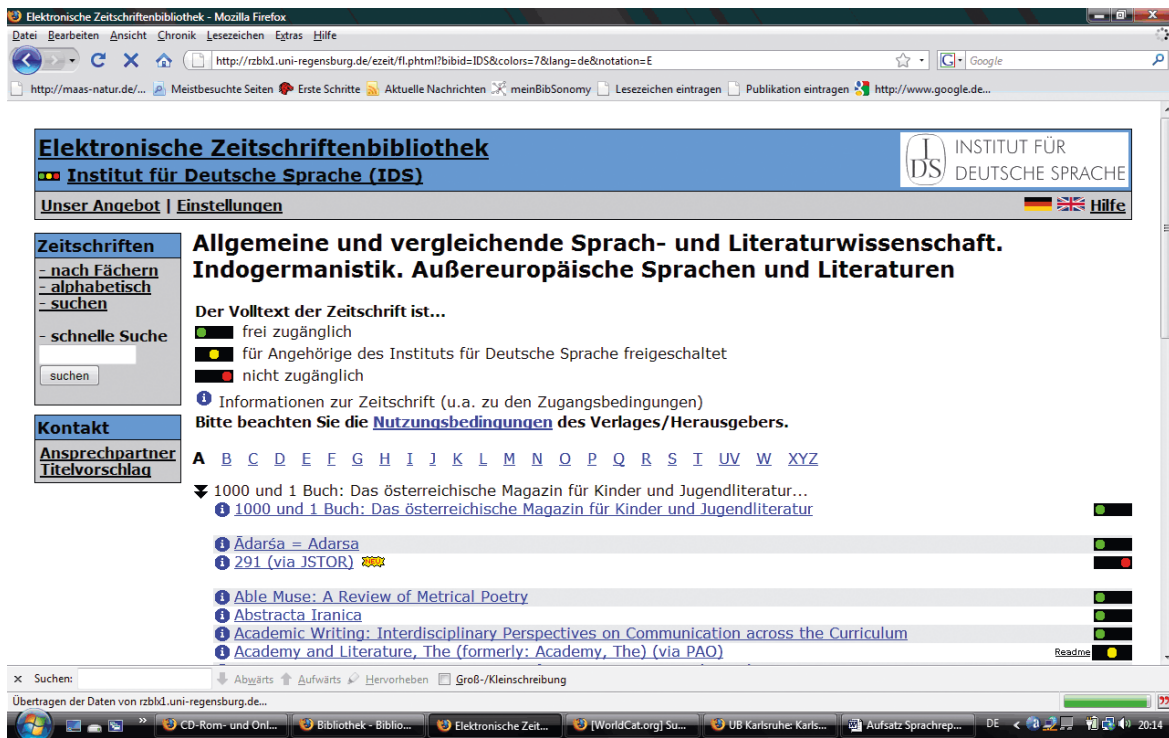 Elektronische Zeitschriftenbibliothek - Mozilla Firefox
Datei Bearbeiten Ansicht Chronik Lesezeichen Extras Hilfe
http://rzblx1.uni-regensburg.de/ezeit/fl.phtml?bibid=IDS&colors=7&lang=de&notation=E
G Google
http://maas-natur.de/... Meistbesuchte Seiten Erste Schritte Aktuelle Nachrichten meinBibSonomy Lesezeichen eintragen Publikation eintragen http://www.google.de...
Elektronische Zeitschriftenbibliothek
Institut für Deutsche Sprache (IDS)
IDS INSTITUT FÜR
DEUTSCHE SPRACHE
Unser Angebot | Einstellungen
Hilfe
Zeitschriften
- nach Fächern
- alphabetisch
- suchen
- schnelle Suche
suchen
Kontakt
Ansprechpartner
Titelvorschlag
Allgemeine und vergleichende Sprach- und Literaturwissenschaft.
Indogermanistik. Außereuropäische Sprachen und Literaturen
Der Volltext der Zeitschrift ist...
frei zugänglich
für Angehörige des Instituts für Deutsche Sprache freigeschaltet
nicht zugänglich
i Informationen zur Zeitschrift (u.a. zu den Zugangsbedingungen)
Bitte beachten Sie die Nutzungsbedingungen des Verlages/Herausgebers.
A B C D E F G H I J K L M N O P Q R S T UV W XYZ
1000 und 1 Buch: Das österreichische Magazin für Kinder und Jugendliteratur...
i 1000 und 1 Buch: Das österreichische Magazin für Kinder und Jugendliteratur
i Ādarśa = Adarsa
i 291 (via JSTOR)
i Able Muse: A Review of Metrical Poetry
i Abstracta Iranica
i Academic Writing: Interdisciplinary Perspectives on Communication across the Curriculum
i Academy and Literature, The (formerly: Academy, The) (via PAO) Readme
x Suchen: Abwärts Aufwärts Hervorheben Groß-/Kleinschreibung
Übertragen der Daten von rzblx1.uni-regensburg.de...
CD-Rom- und Onl... Bibliothek - Biblio... Elektronische Zeit... [WorldCat.org] Su... UB Karlsruhe: Karls... Aufsatz Sprachrep... DE 20:14